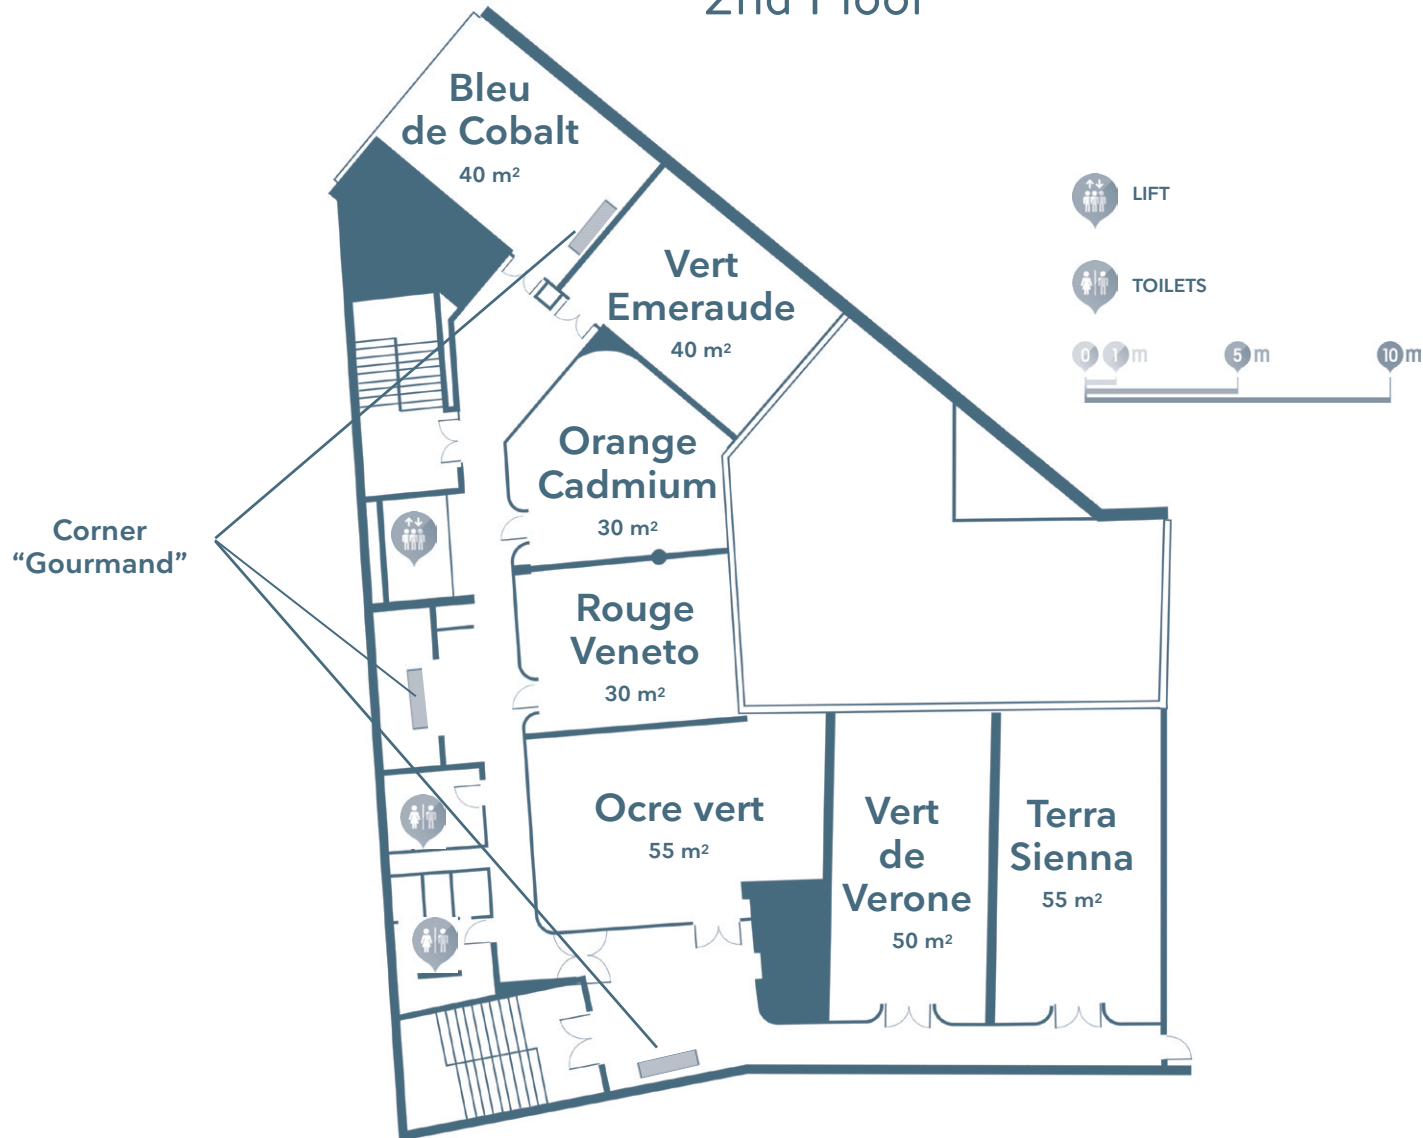 2nd Floor
Bleu
de Cobalt
40 m²
Vert
Emeraude
40 m²
LIFT
TOILETS
0 1 m 5 m 10 m
Orange
Cadmium
30 m²
Corner
“Gourmand”
Rouge
Veneto
30 m²
Ocre vert
55 m²
Vert
de
Verone
50 m²
Terra
Sienna
55 m²